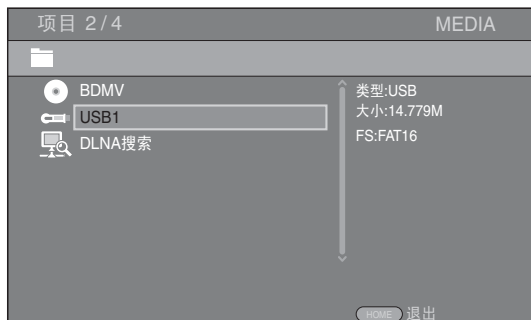 项目 2/4
MEDIA
BDMV
USB1
DLNA搜索
类型:USB
大小:14.779M
FS:FAT16
HOME 退出